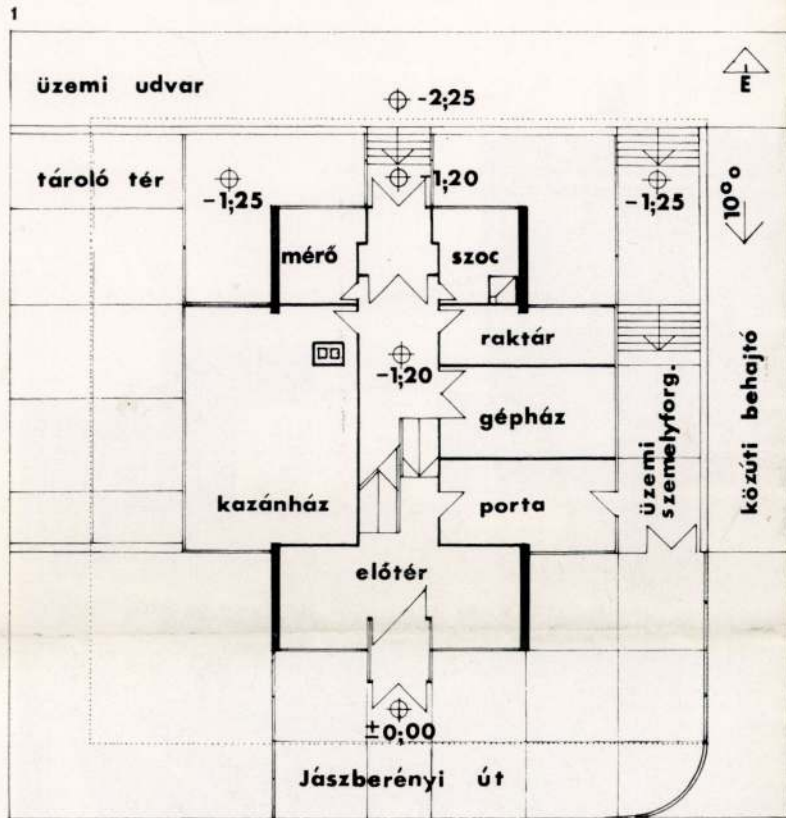 1
üzemi udvar
E
-2;25
tároló tér
-1;25
-1;20
-1;25
10%
mérő
szoc
raktár
-1;20
gépház
kazánház
porta
üzemi
személyforg.
közúti behajtó
előtér
±0;00
Jászberényi út